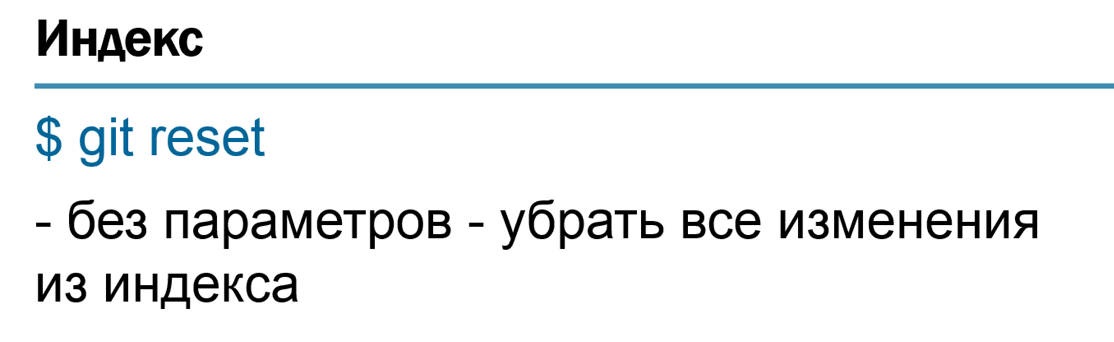 Индекс
$ git reset
- без параметров - убрать все изменения
из индекса